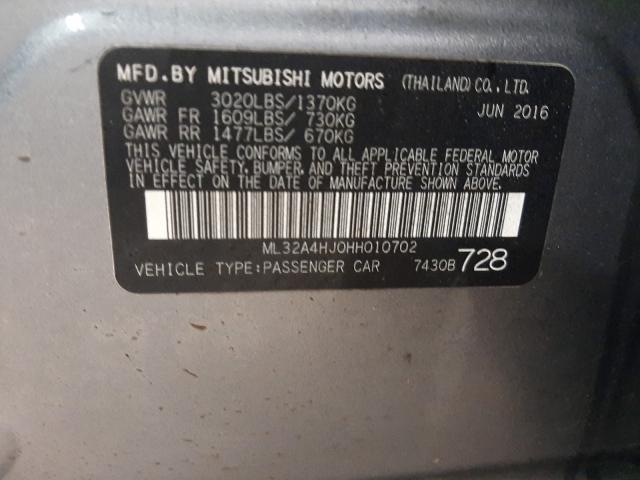 MFD.BY MITSUBISHI MOTORS (THAILAND) CO., LTD.
GVWR 3020LBS/1370KG JUN 2016
GAWR FR 1609LBS/ 730KG
GAWR RR 1477LBS/ 670KG
THIS VEHICLE CONFORMS TO ALL APPLICABLE FEDERAL MOTOR
VEHICLE SAFETY, BUMPER, AND THEFT PREVENTION STANDARDS
IN EFFECT ON THE DATE OF MANUFACTURE SHOWN ABOVE.
ML32A4HJ0HH010702
VEHICLE TYPE:PASSENGER CAR 7430B 728